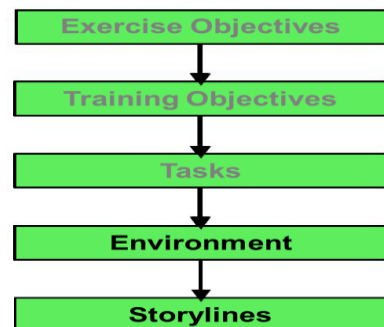 Exercise Objectives
Training Objectives
Tasks
Environment
Storylines